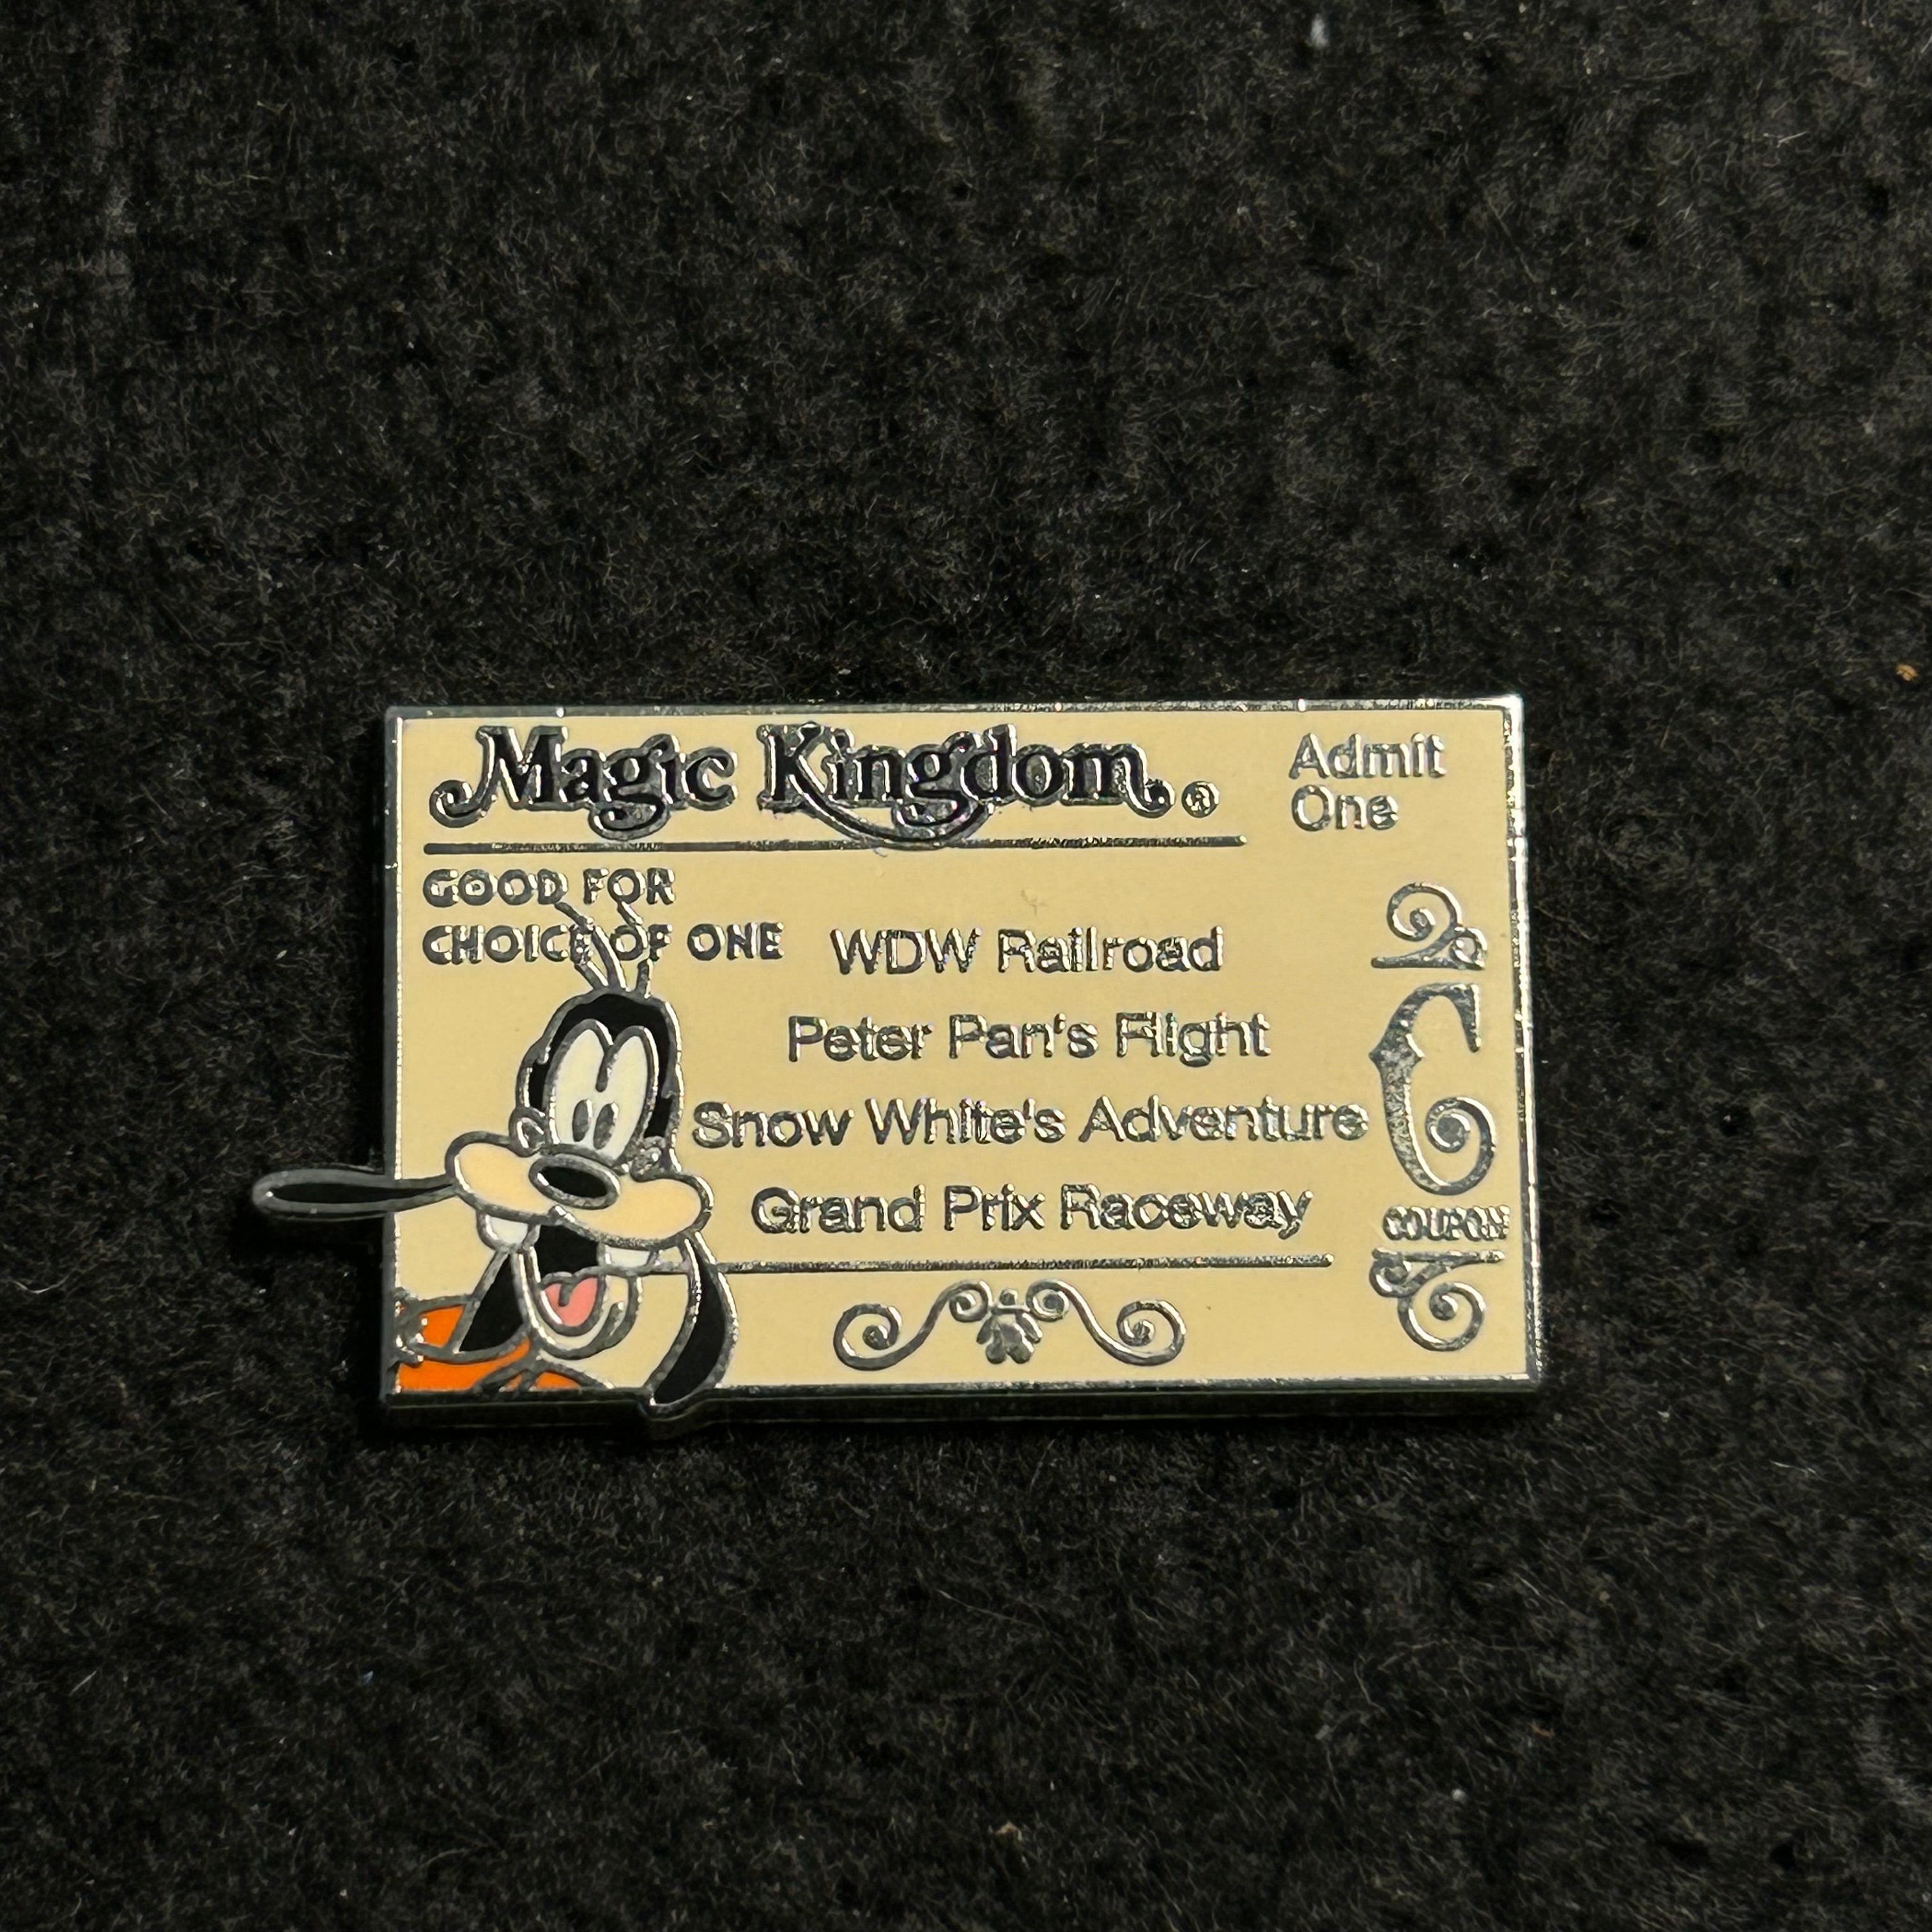 Magic Kingdom®
Admit
One
GOOD FOR
CHOICE OF ONE
WDW Railroad
Peter Pan's Flight
Snow White's Adventure
Grand Prix Raceway
C
COUPON